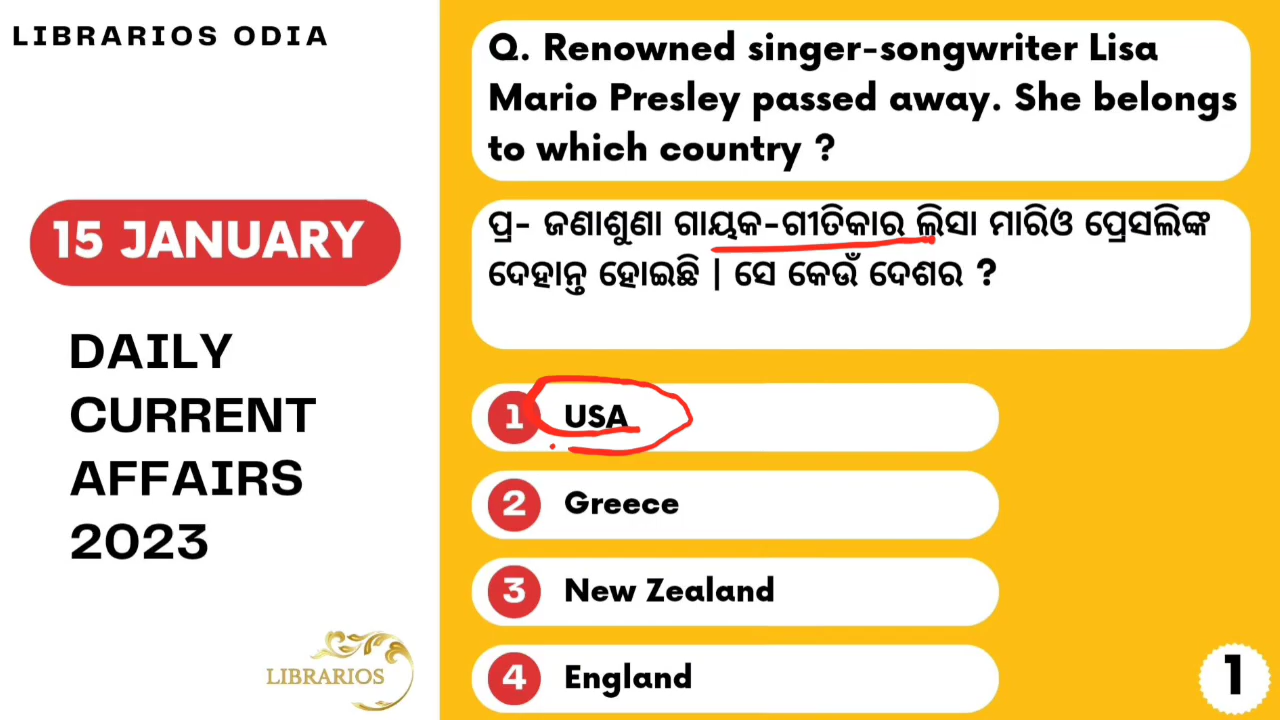 LIBRARIOS ODIA
15 JANUARY
DAILY
CURRENT
AFFAIRS
2023
LIBRARIOS
Q. Renowned singer-songwriter Lisa
Mario Presley passed away. She belongs
to which country ?
ପ୍ର- ଜଣାଶୁଣା ଗାୟକ-ଗୀତିକାର ଲିସା ମାରିଓ ପ୍ରେସଲିଙ୍କ
ଦେହାନ୍ତ ହୋଇଛି | ସେ କେଉଁ ଦେଶର ?
1 USA
2 Greece
3 New Zealand
4 England
1